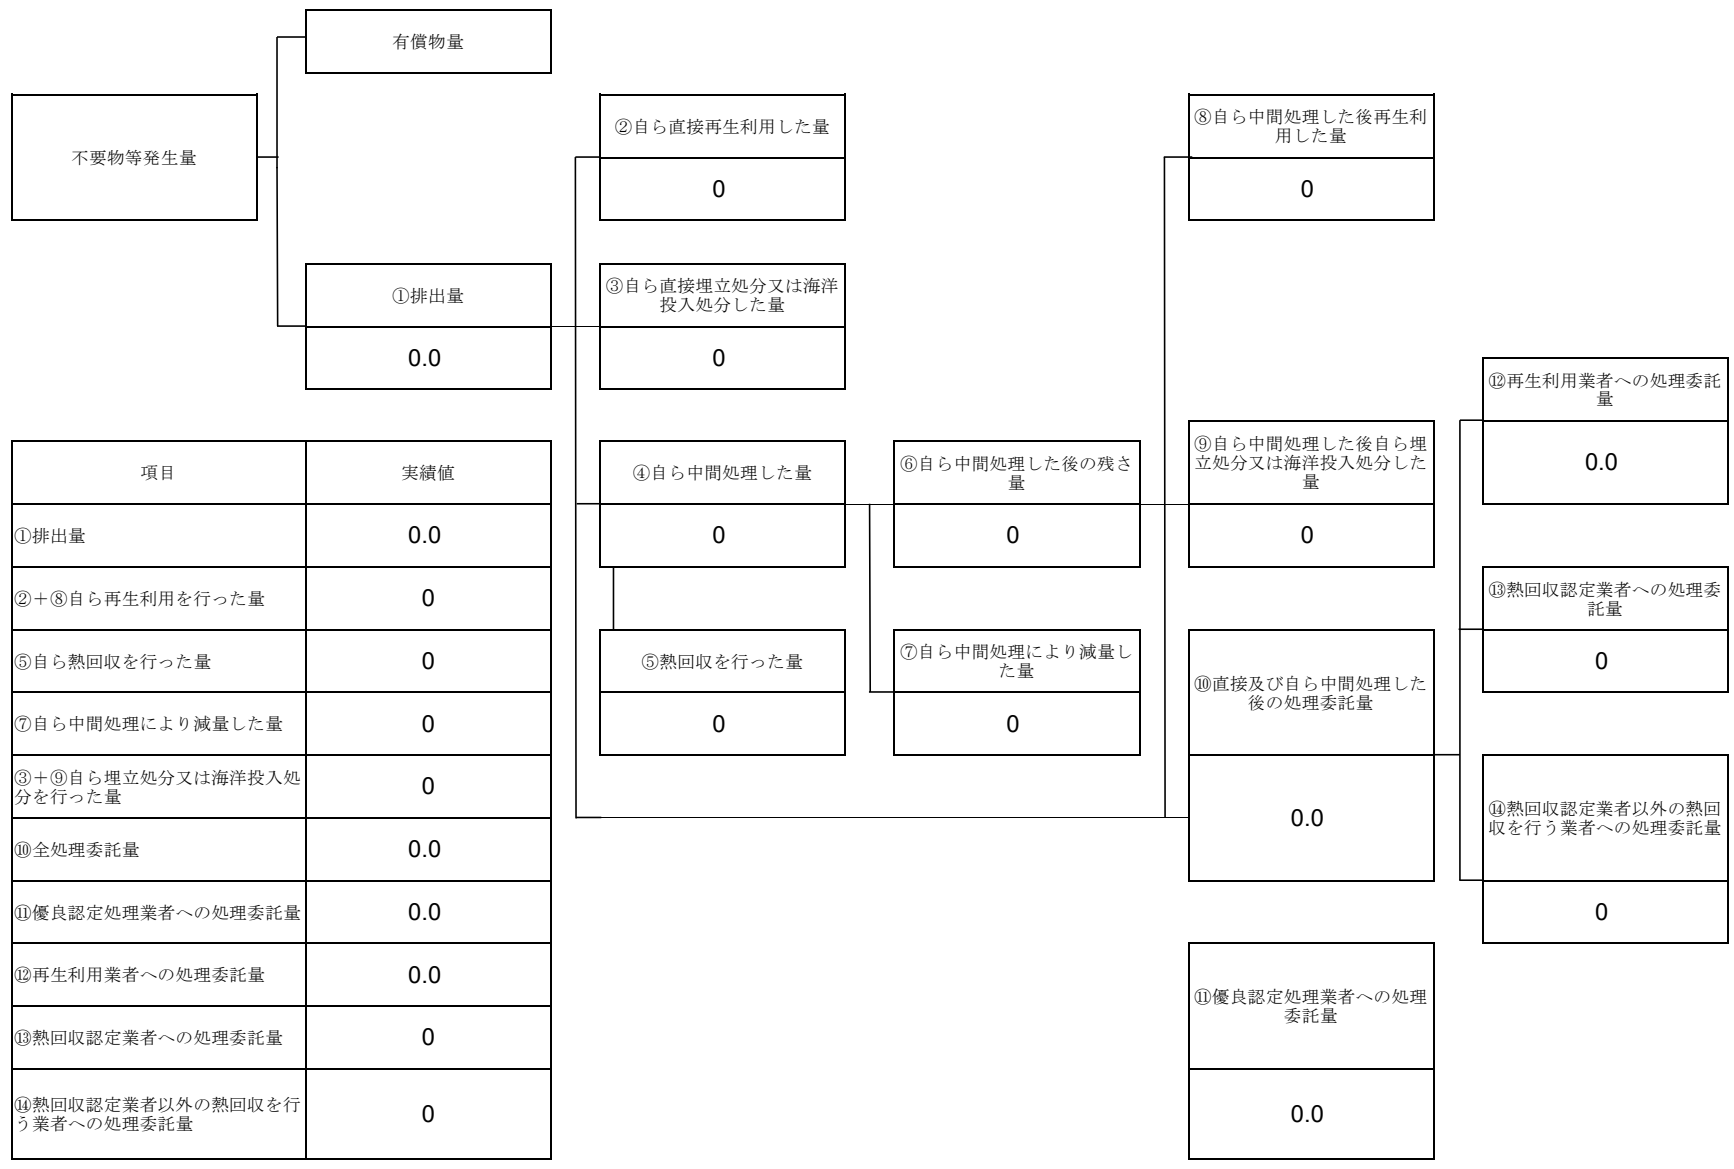 有償物量
不要物等発生量
②自ら直接再生利用した量
0
⑧自ら中間処理した後再生利
用した量
0
①排出量
0.0
③自ら直接埋立処分又は海洋
投入処分した量
0
⑫再生利用業者への処理委託
量
0.0
④自ら中間処理した量
0
⑥自ら中間処理した後の残さ
量
0
⑨自ら中間処理した後自ら埋
立処分又は海洋投入処分した
量
0
⑬熱回収認定業者への処理委
託量
0
⑤熱回収を行った量
0
⑦自ら中間処理により減量し
た量
0
⑩直接及び自ら中間処理した
後の処理委託量
0.0
⑭熱回収認定業者以外の熱回
収を行う業者への処理委託量
0
⑪優良認定処理業者への処理
委託量
0.0
項目 実績値
①排出量 0.0
②＋⑧自ら再生利用を行った量 0
⑤自ら熱回収を行った量 0
⑦自ら中間処理により減量した量 0
③＋⑨自ら埋立処分又は海洋投入処
分を行った量 0
⑩全処理委託量 0.0
⑪優良認定処理業者への処理委託量 0.0
⑫再生利用業者への処理委託量 0.0
⑬熱回収認定業者への処理委託量 0
⑭熱回収認定業者以外の熱回収を行
う業者への処理委託量 0